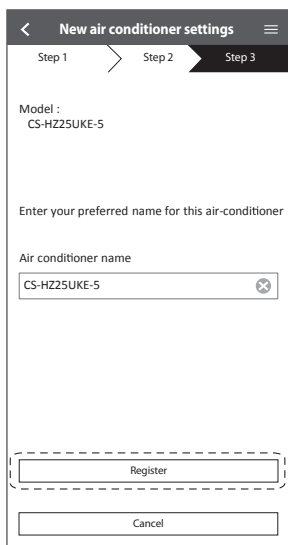 New air conditioner settings
Step 1 Step 2 Step 3
Model :
CS-HZ25UKE-5
Enter your preferred name for this air-conditioner
Air conditioner name
CS-HZ25UKE-5
Register
Cancel